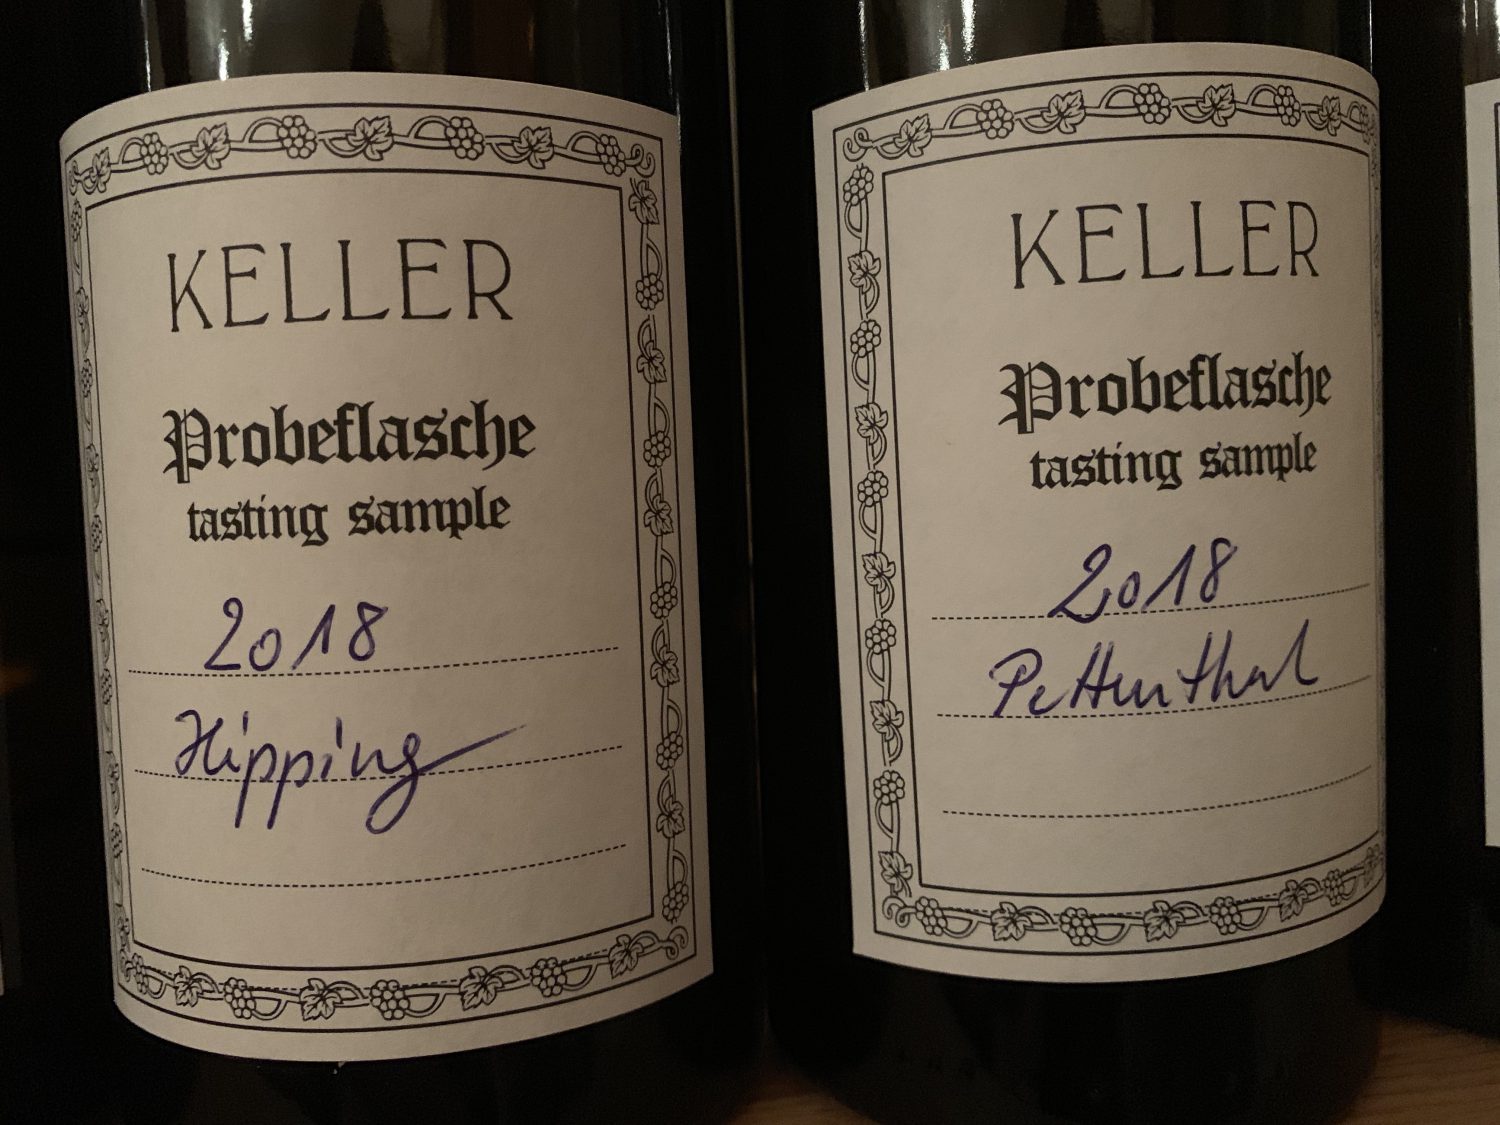 KELLER
Probeflasche
tasting sample
2018
Hipping
KELLER
Probeflasche
tasting sample
2018
Pettenthal